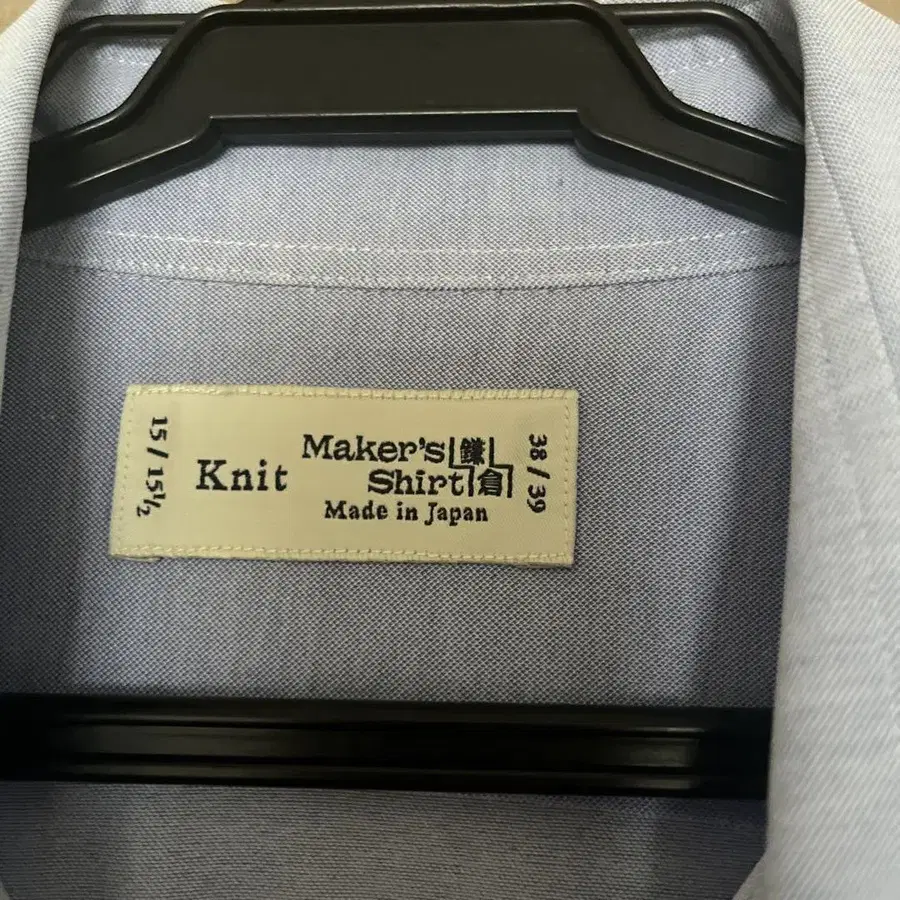 15 / 15½
Knit
Maker's 鎌
Shirt 倉
Made in Japan
38 / 39